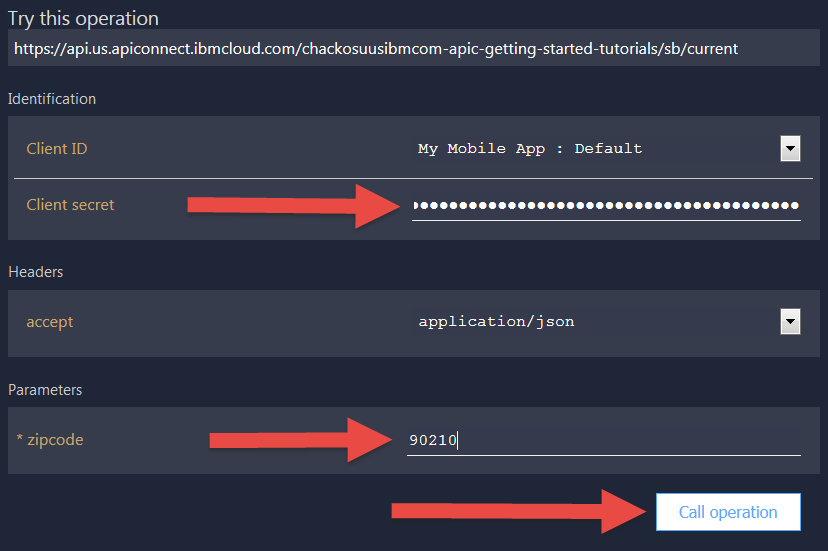 Try this operation
https://api.us.apiconnect.ibmcloud.com/chackosuusibmcom-apic-getting-started-tutorials/sb/current
Identification
Client ID My Mobile App : Default
Client secret
Headers
accept application/json
Parameters
* zipcode 90210
Call operation